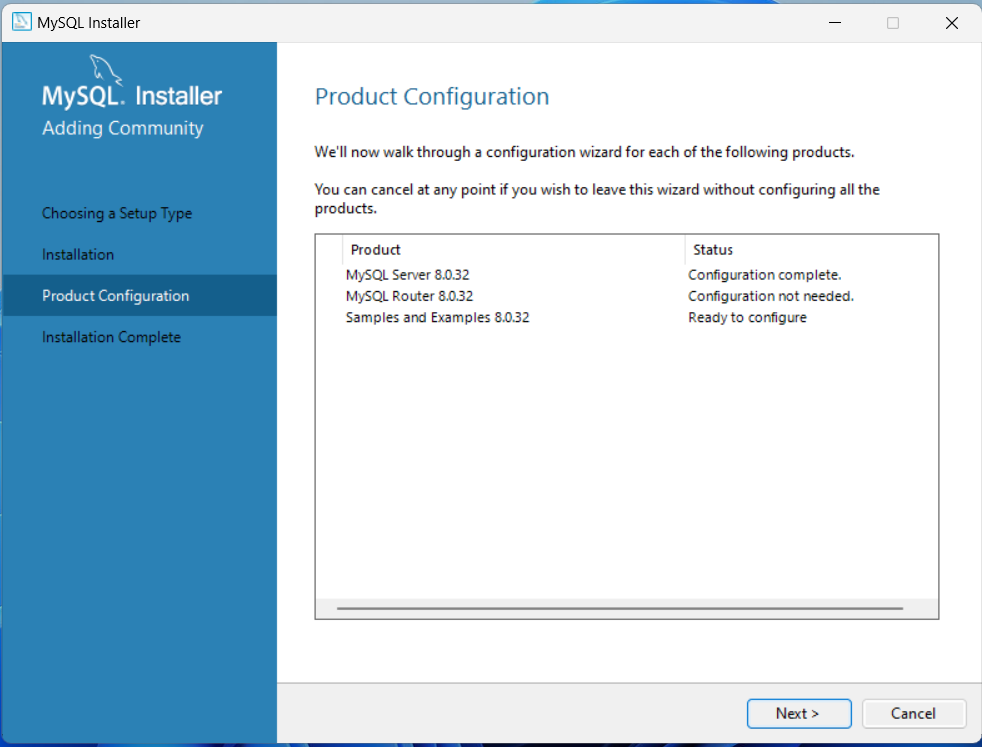 MySQL Installer
MySQL. Installer
Adding Community
Choosing a Setup Type
Installation
Product Configuration
Installation Complete
Product Configuration
We'll now walk through a configuration wizard for each of the following products.
You can cancel at any point if you wish to leave this wizard without configuring all the
products.
Product Status
MySQL Server 8.0.32 Configuration complete.
MySQL Router 8.0.32 Configuration not needed.
Samples and Examples 8.0.32 Ready to configure
Next > Cancel